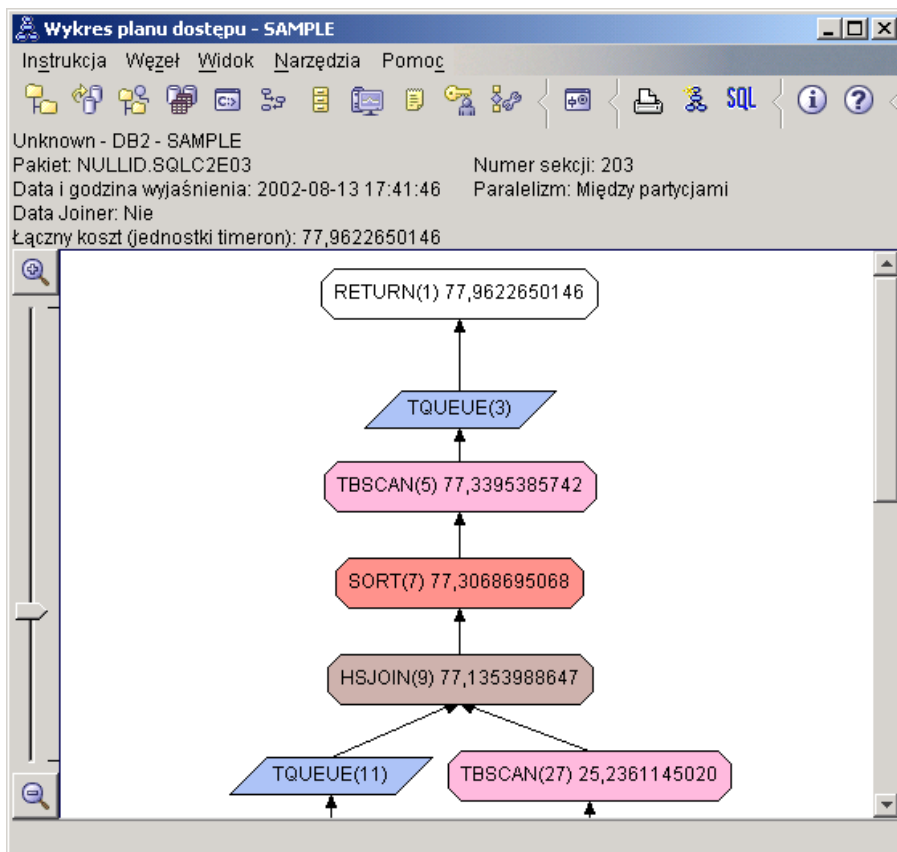 Wykres planu dostępu - SAMPLE
Instrukcja Węzeł Widok Narzędzia Pomoc
C:\> SQL
Unknown - DB2 - SAMPLE
Pakiet: NULLID.SQLC2E03 Numer sekcji: 203
Data i godzina wyjaśnienia: 2002-08-13 17:41:46 Paralelizm: Między partycjami
Data Joiner: Nie
Łączny koszt (jednostki timeron): 77,9622650146
RETURN(1) 77,9622650146
TQUEUE(3)
TBSCAN(5) 77,3395385742
SORT(7) 77,3068695068
HSJOIN(9) 77,1353988647
TQUEUE(11) TBSCAN(27) 25,2361145020